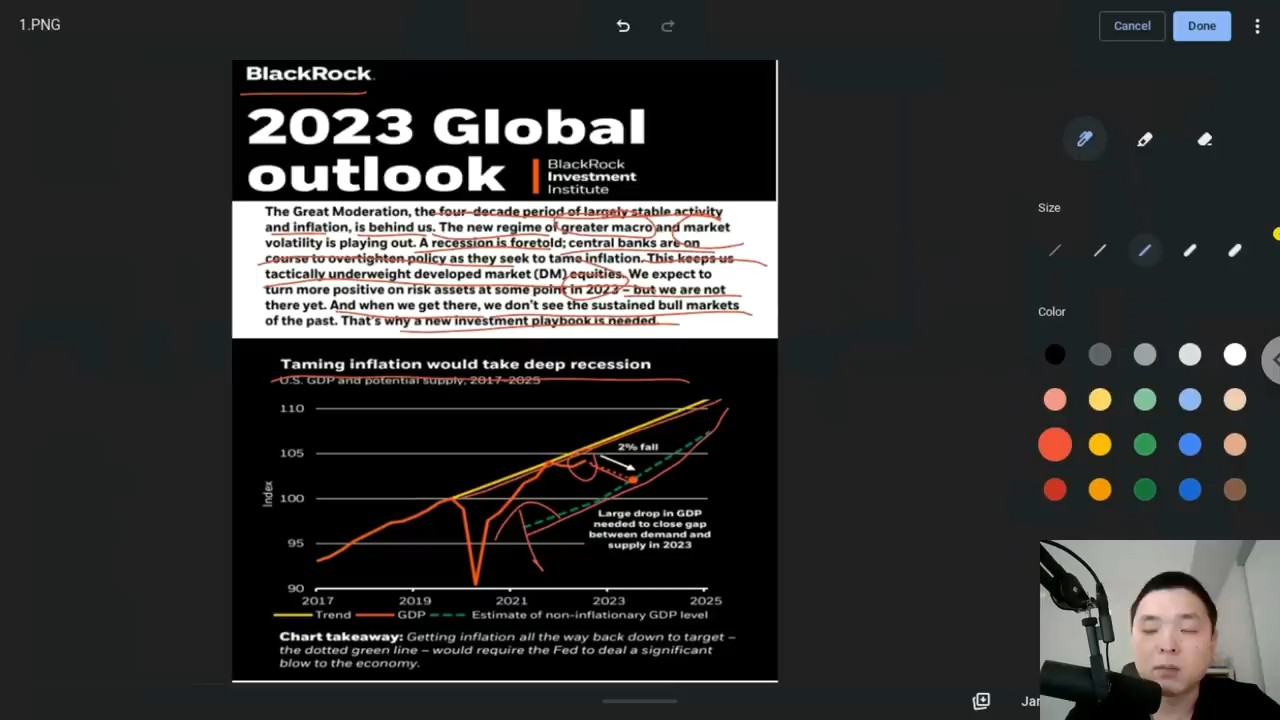 1.PNG
Cancel
Done
BlackRock.
2023 Global
outlook
BlackRock
Investment
Institute
The Great Moderation, the four-decade period of largely stable activity
and inflation, is behind us. The new regime of greater macro and market
volatility is playing out. A recession is foretold; central banks are on
course to overtighten policy as they seek to tame inflation. This keeps us
tactically underweight developed market (DM) equities. We expect to
turn more positive on risk assets at some point in 2023 – but we are not
there yet. And when we get there, we don't see the sustained bull markets
of the past. That's why a new investment playbook is needed.
Taming inflation would take deep recession
U.S. GDP and potential supply, 2017-2025
110
105
100
95
90
Index
2% fall
Large drop in GDP
needed to close gap
between demand and
supply in 2023
2017
2019
2021
2023
2025
Trend
GDP
Estimate of non-inflationary GDP level
Chart takeaway: Getting inflation all the way back down to target –
the dotted green line – would require the Fed to deal a significant
blow to the economy.
Size
Color